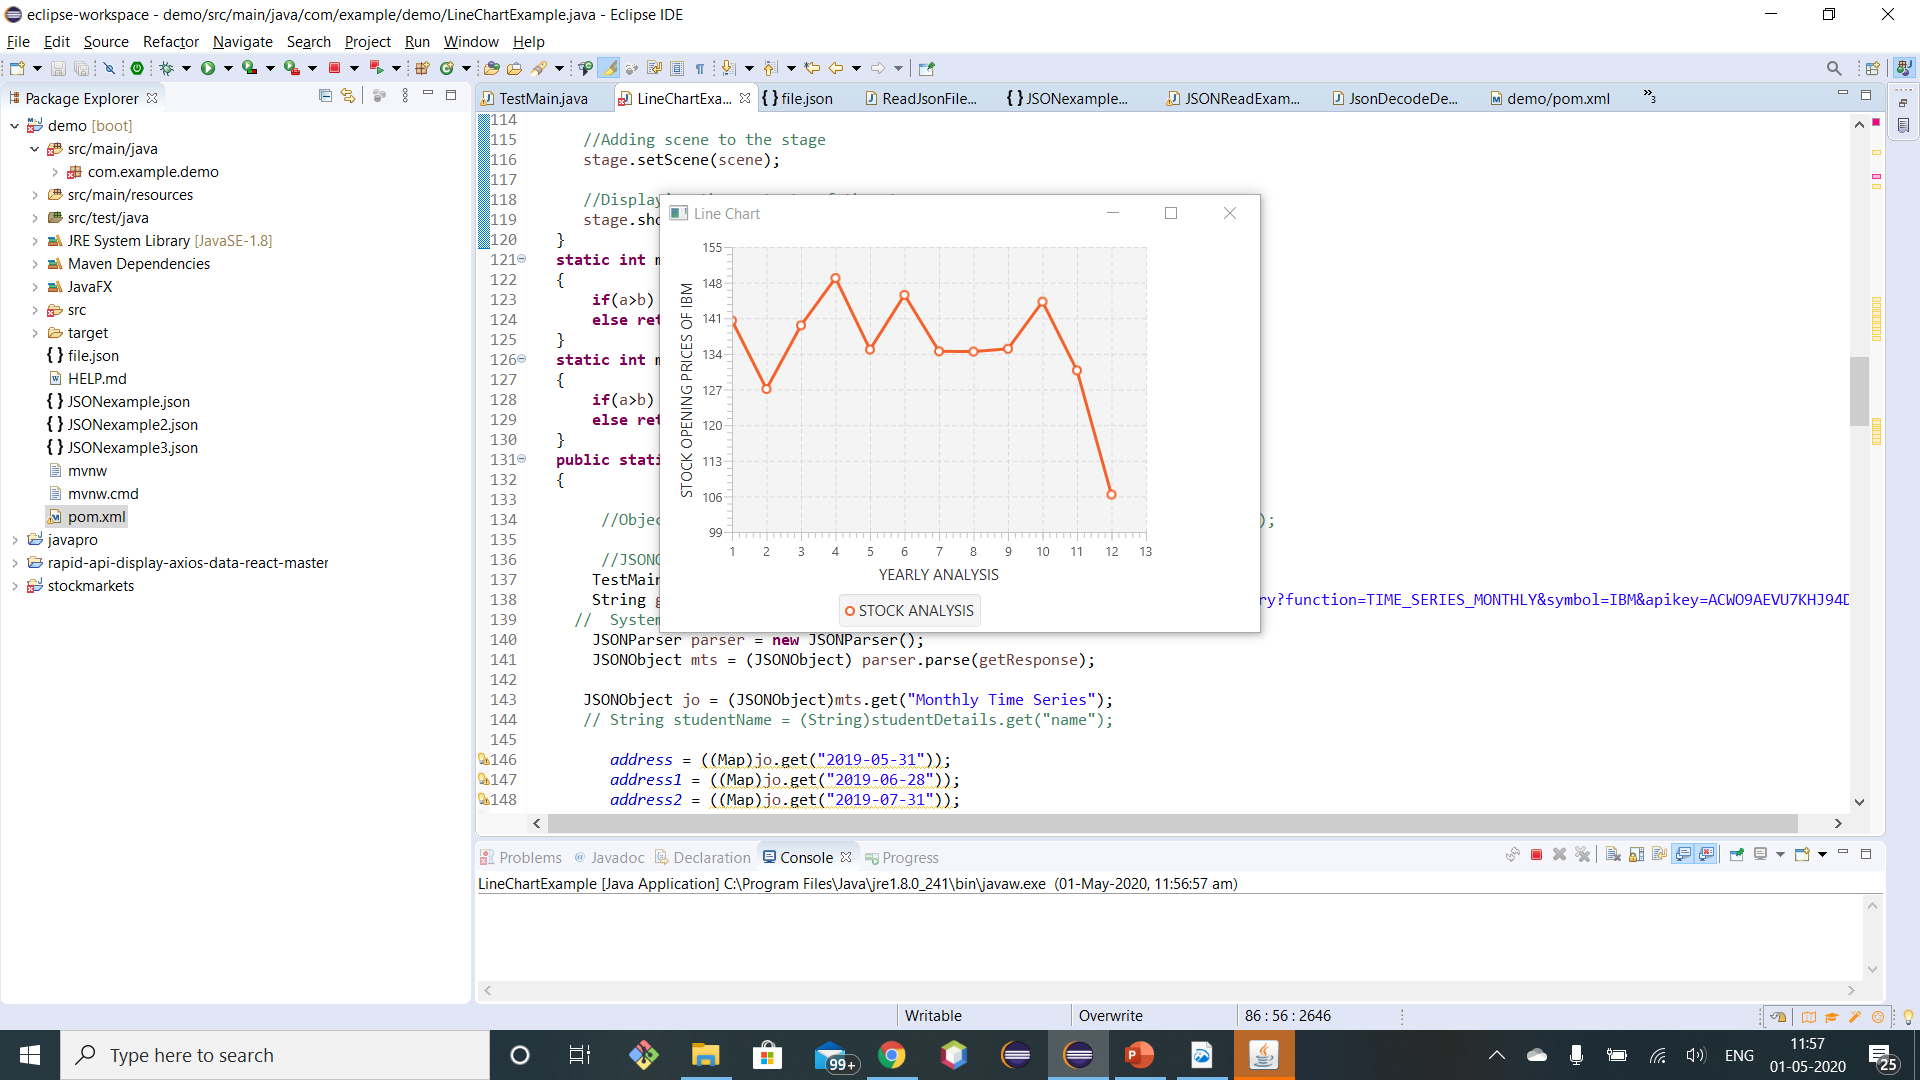 eclipse-workspace - demo/src/main/java/com/example/demo/LineChartExample.java - Eclipse IDE
File Edit Source Refactor Navigate Search Project Run Window Help
Package Explorer
TestMain.java LineChartExa... file.json ReadJsonFile... JSONexample... JSONReadExam... JsonDecodeDe... demo/pom.xml »3
demo [boot]
src/main/java
com.example.demo
src/main/resources
src/test/java
JRE System Library [JavaSE-1.8]
Maven Dependencies
JavaFX
src
target
{} file.json
HELP.md
{} JSONexample.json
{} JSONexample2.json
{} JSONexample3.json
mvnw
mvnw.cmd
pom.xml
javapro
rapid-api-display-axios-data-react-master
stockmarkets
114
115 //Adding scene to the stage
116 stage.setScene(scene);
117
118 //Display
119 stage.sho
120 }
121 static int
122 {
123 if(a>b)
124 else ret
125 }
126 static int
127 {
128 if(a>b)
129 else ret
130 }
131 public stati
132 {
133
134 //Objec );
135
136 //JSONO
137 TestMain
138 String g ry?function=TIME_SERIES_MONTHLY&symbol=IBM&apikey=ACWO9AEVU7KHJ94D
139 // System
140 JSONParser parser = new JSONParser();
141 JSONObject mts = (JSONObject) parser.parse(getResponse);
142
143 JSONObject jo = (JSONObject)mts.get("Monthly Time Series");
144 // String studentName = (String)studentDetails.get("name");
145
146 address = ((Map)jo.get("2019-05-31"));
147 address1 = ((Map)jo.get("2019-06-28"));
148 address2 = ((Map)jo.get("2019-07-31"));
Line Chart
STOCK OPENING PRICES OF IBM
155
148
141
134
127
120
113
106
99
1 2 3 4 5 6 7 8 9 10 11 12 13
YEARLY ANALYSIS
STOCK ANALYSIS
Problems @ Javadoc Declaration Console Progress
LineChartExample [Java Application] C:\Program Files\Java\jre1.8.0_241\bin\javaw.exe (01-May-2020, 11:56:57 am)
Writable Overwrite 86 : 56 : 2646
Type here to search
99+
ENG
11:57
01-05-2020
25